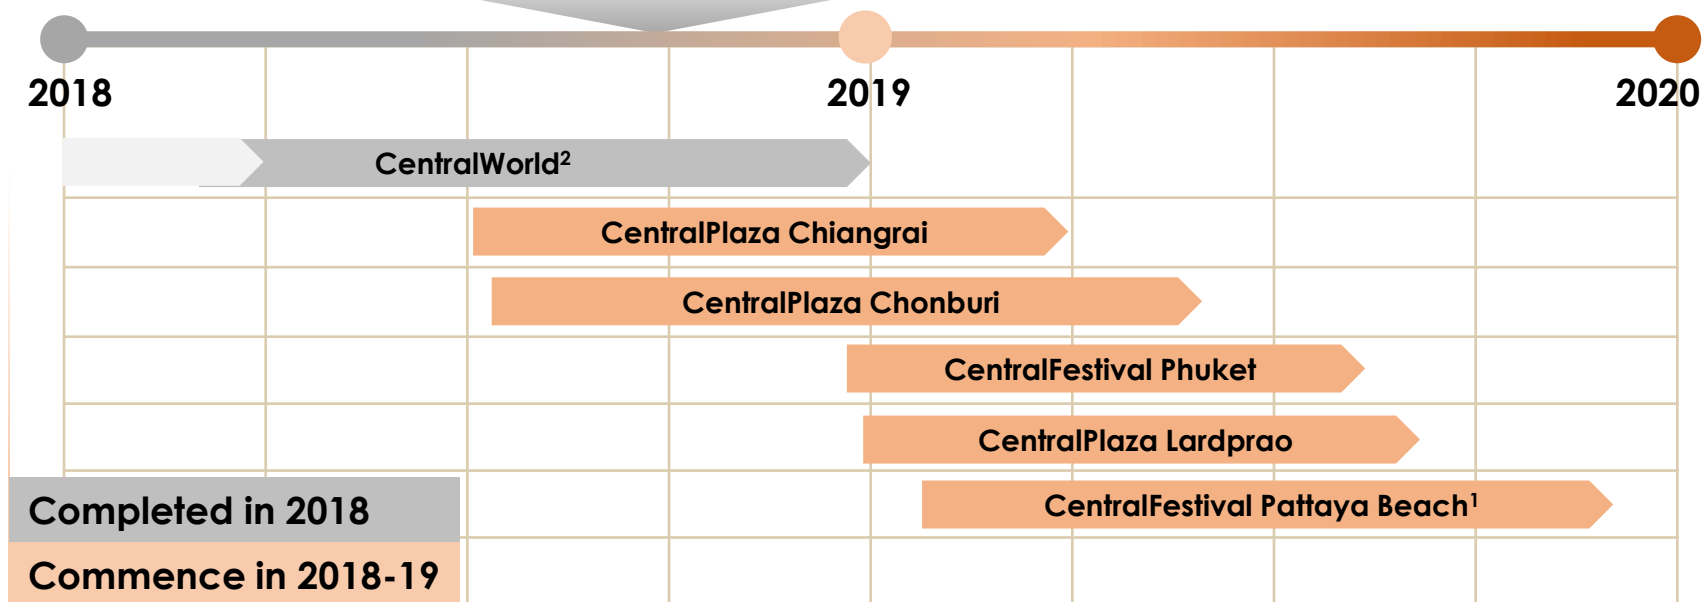 2018 2019 2020
CentralWorld²
CentralPlaza Chiangrai
CentralPlaza Chonburi
CentralFestival Phuket
CentralPlaza Lardprao
CentralFestival Pattaya Beach¹
Completed in 2018
Commence in 2018-19